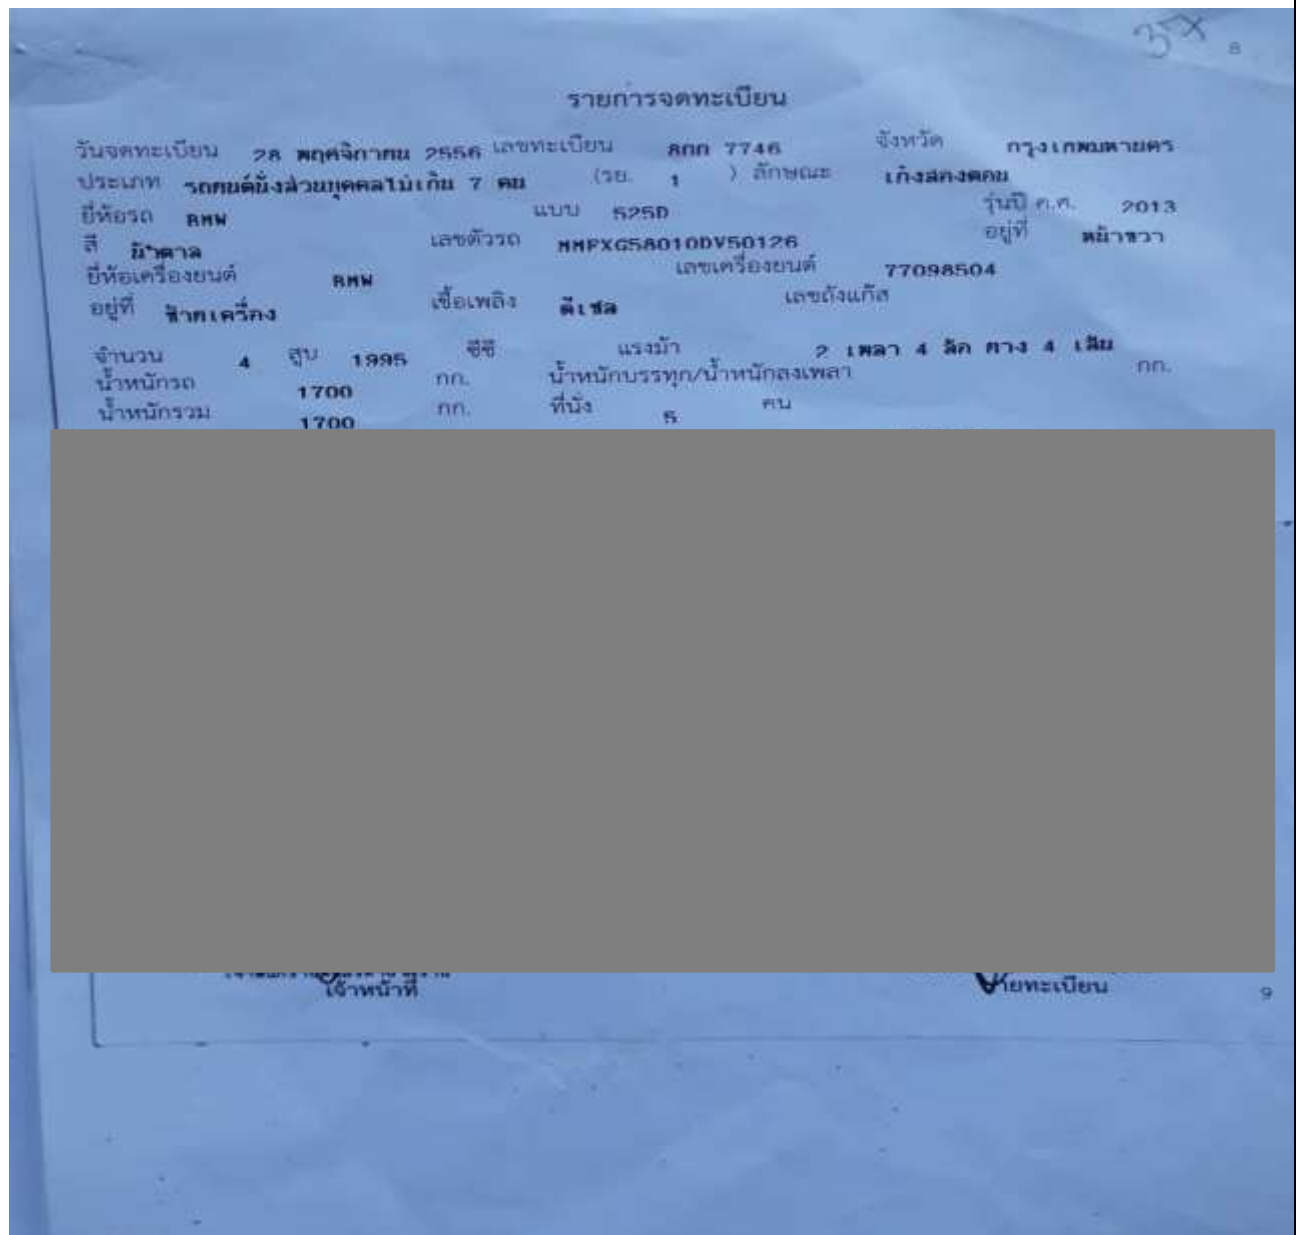 35X 8
รายการจดทะเบียน
วันจดทะเบียน 28 พฤศจิกายน 2556 เลขทะเบียน 8กก 7746 จังหวัด กรุงเทพมหานคร
ประเภท รถยนต์นั่งส่วนบุคคลไม่เกิน 7 คน (รย. 1 ) ลักษณะ เก๋งสองตอน
ยี่ห้อรถ BMW แบบ 525D รุ่นปี ค.ศ. 2013
สี น้ำตาล เลขตัวรถ MMFXG58010DV50126 อยู่ที่ หน้าขวา
ยี่ห้อเครื่องยนต์ BMW เลขเครื่องยนต์ 77098504
อยู่ที่ ซ้ายเครื่อง เชื้อเพลิง ดีเซล เลขถังแก๊ส
จำนวน 4 สูบ 1995 ซีซี แรงม้า 2 เพลา 4 ล้อ ยาง 4 เส้น
น้ำหนักรถ 1700 กก. น้ำหนักบรรทุก/น้ำหนักลงเพลา กก.
น้ำหนักรวม 1700 กก. ที่นั่ง 5 คน
เจ้าหน้าที่ นายทะเบียน 9